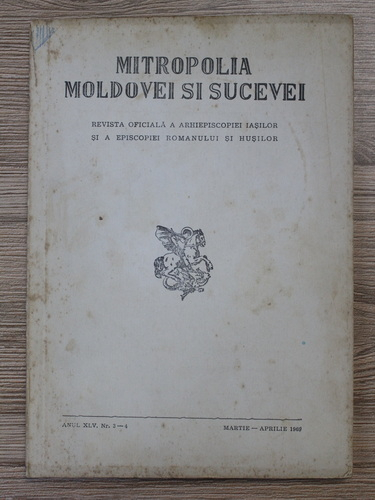 MITROPOLIA
MOLDOVEI SI SUCEVEI
REVISTA OFICIALĂ A ARHIEPISCOPIEI IAȘILOR
ȘI A EPISCOPIEI ROMANULUI ȘI HUȘILOR
ANUL XLV, Nr. 3—4
MARTIE — APRILIE 1969